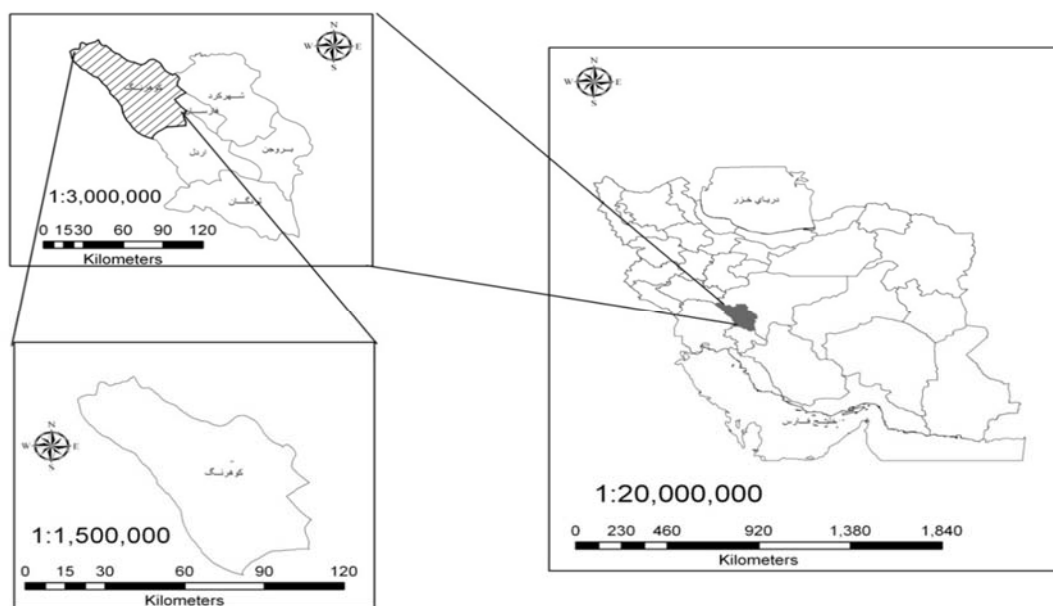 N
W E
S
کوهرنگ
شهرکرد
فارسان
بروجن
اردل
لردگان
1:3,000,000
0 15 30 60 90 120
Kilometers
N
W E
S
دریای خزر
خلیج فارس
1:20,000,000
0 230 460 920 1,380 1,840
Kilometers
N
W E
S
کوهرنگ
1:1,500,000
0 15 30 60 90 120
Kilometers